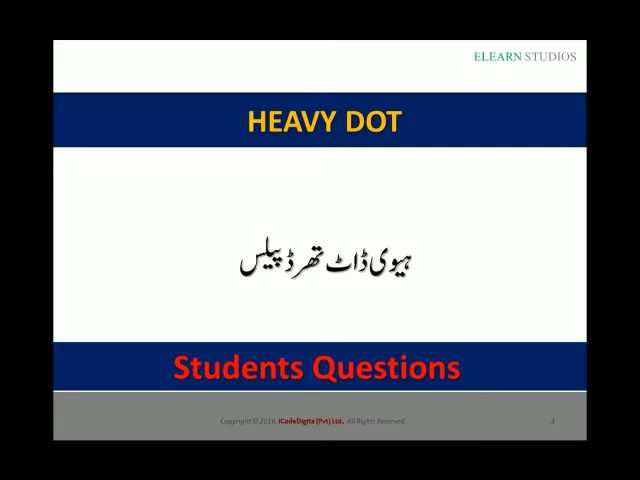 ELEARN STUDIOS
HEAVY DOT
ہیوی ڈاٹ تھرڈ پیلس
Students Questions
Copyright © 2016. iCodeDigita (Pvt) Ltd,. All Rights Reserved.
3